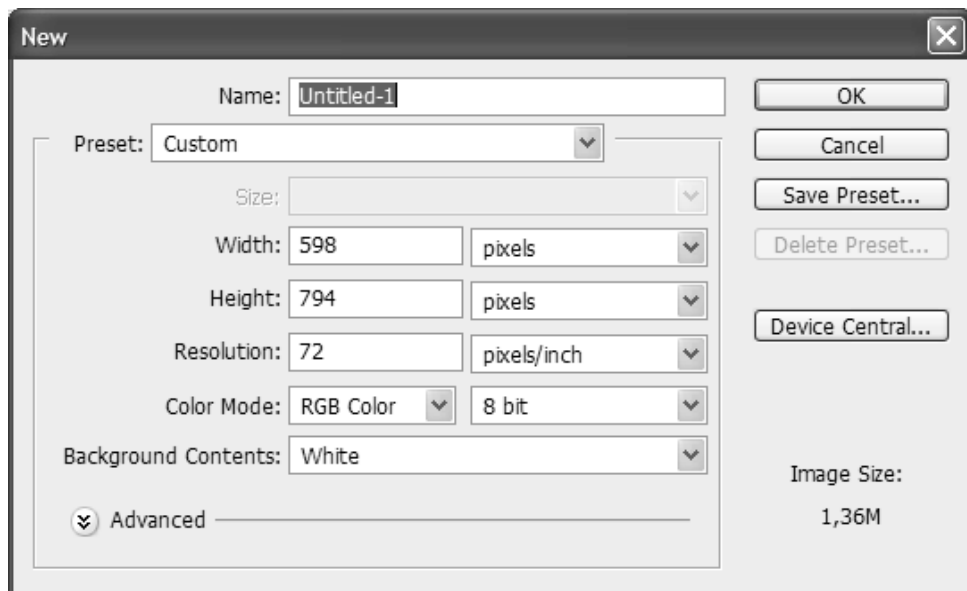 New
Name: Untitled-1
OK
Preset: Custom
Cancel
Size:
Save Preset...
Width: 598 pixels
Delete Preset...
Height: 794 pixels
Device Central...
Resolution: 72 pixels/inch
Color Mode: RGB Color 8 bit
Background Contents: White
Image Size:
Advanced
1,36M